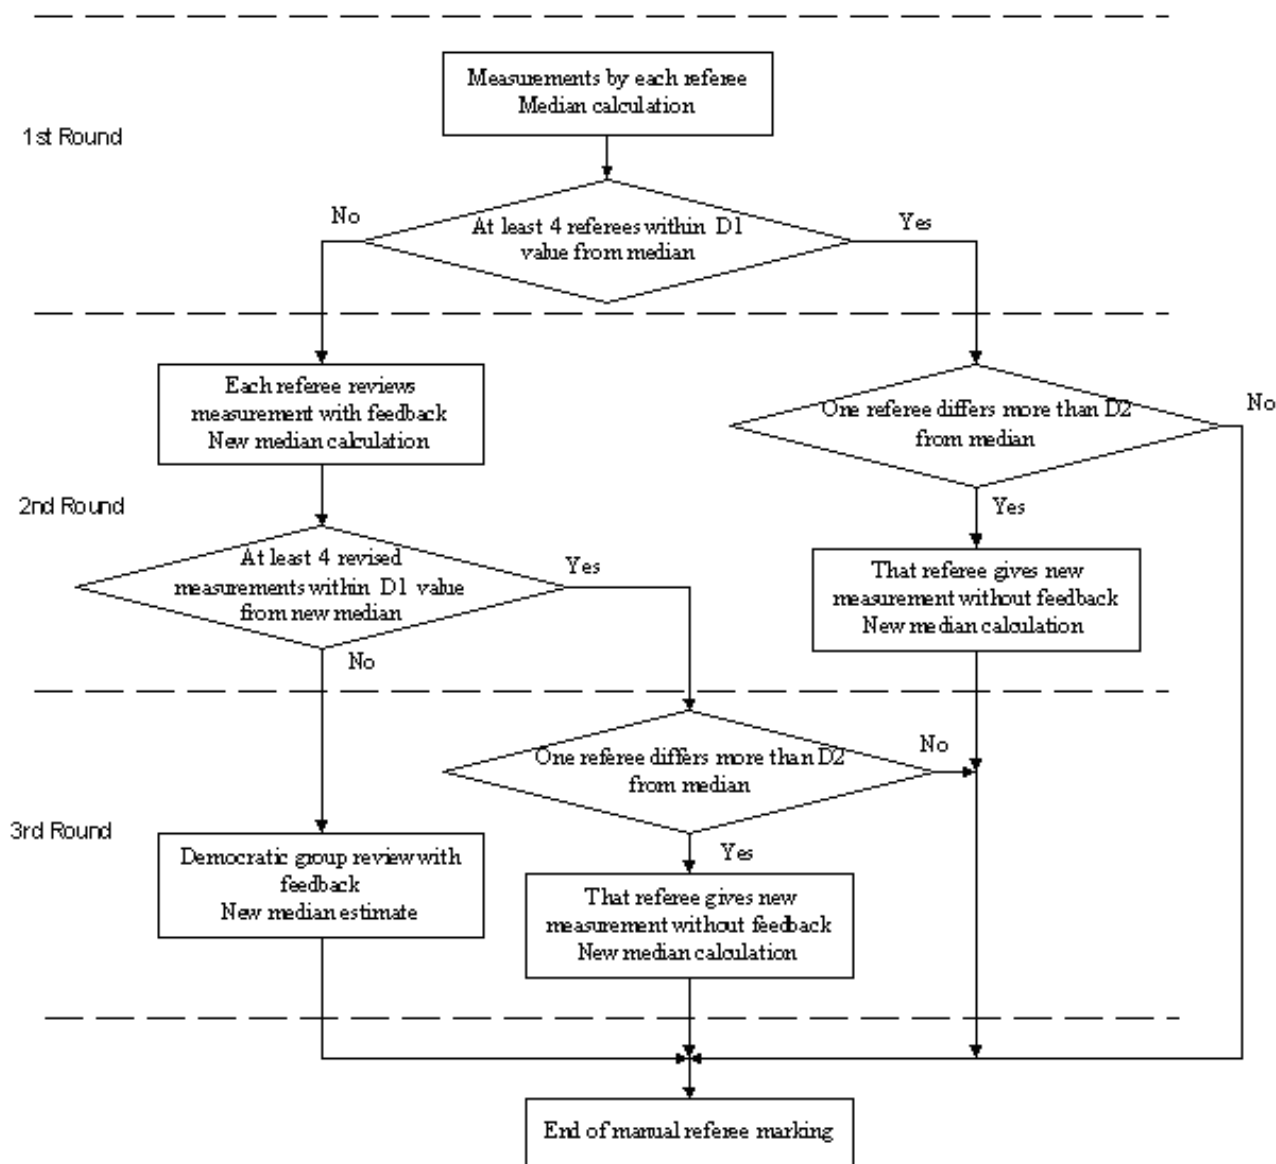 Measurements by each referee
Median calculation
1st Round
No
At least 4 referees within D1
value from median
Yes
Each referee reviews
measurement with feedback
New median calculation
One referee differs more than D2
from median
No
2nd Round
Yes
At least 4 revised
measurements within D1 value
from new median
Yes
That referee gives new
measurement without feedback
New median calculation
No
One referee differs more than D2
from median
No
3rd Round
Democratic group review with
feedback
New median estimate
Yes
That referee gives new
measurement without feedback
New median calculation
End of manual referee marking